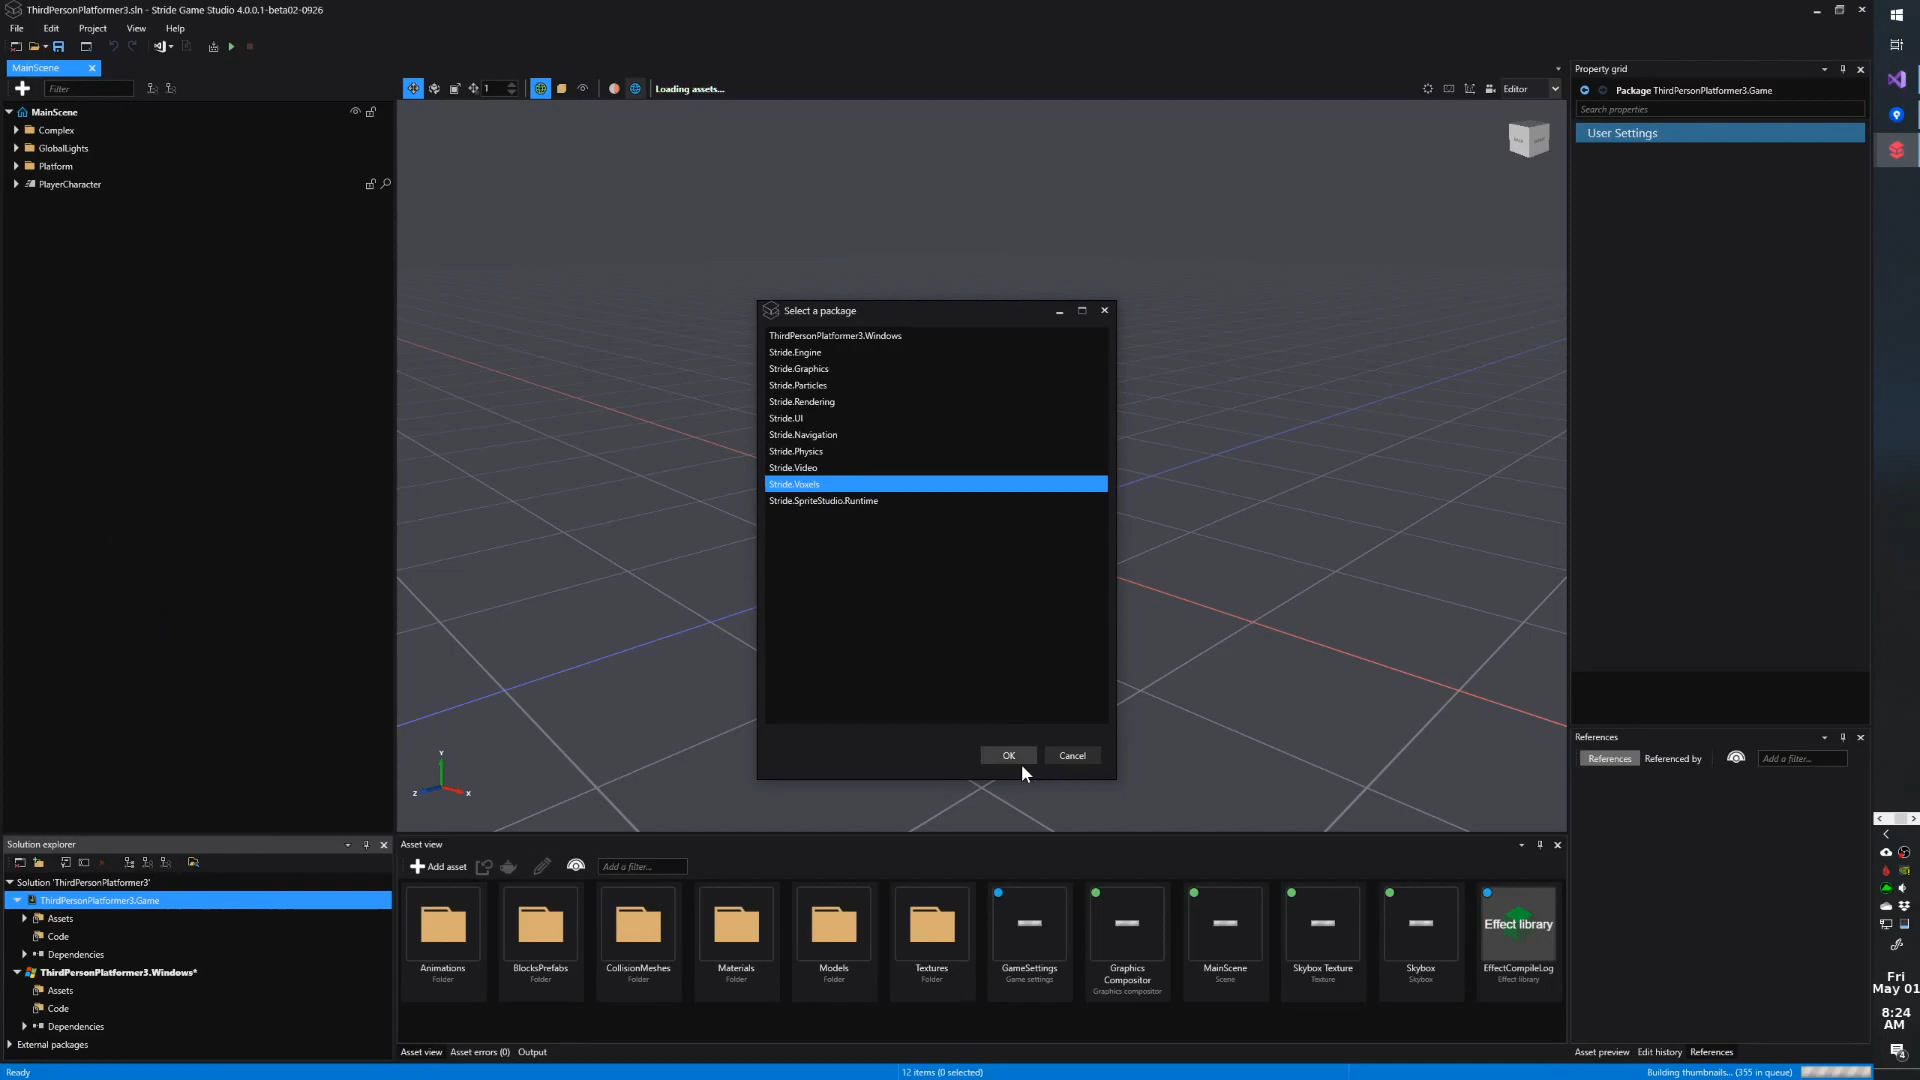 ThirdPersonPlatformer3.sln - Stride Game Studio 4.0.0.1-beta02-0926
File Edit Project View Help
MainScene
Filter
1
Loading assets...
Editor
MainScene
Complex
GlobalLights
Platform
PlayerCharacter
Property grid
Package ThirdPersonPlatformer3.Game
Search properties
User Settings
Select a package
ThirdPersonPlatformer3.Windows
Stride.Engine
Stride.Graphics
Stride.Particles
Stride.Rendering
Stride.UI
Stride.Navigation
Stride.Physics
Stride.Video
Stride.Voxels
Stride.SpriteStudio.Runtime
OK Cancel
Y
Z X
References
References Referenced by Add a filter...
Solution explorer
Solution 'ThirdPersonPlatformer3'
ThirdPersonPlatformer3.Game
Assets
Code
Dependencies
ThirdPersonPlatformer3.Windows*
Assets
Code
Dependencies
External packages
Asset view
Add asset Add a filter...
Animations
Folder
BlocksPrefabs
Folder
CollisionMeshes
Folder
Materials
Folder
Models
Folder
Textures
Folder
GameSettings
Game settings
Graphics
Compositor
Graphics compositor
MainScene
Scene
Skybox Texture
Texture
Skybox
Skybox
Effect library
EffectCompileLog
Effect library
Asset view Asset errors (0) Output
Asset preview Edit history References
Ready
12 items (0 selected)
Building thumbnails... (355 in queue)
Fri
May 01
8:24
AM
4